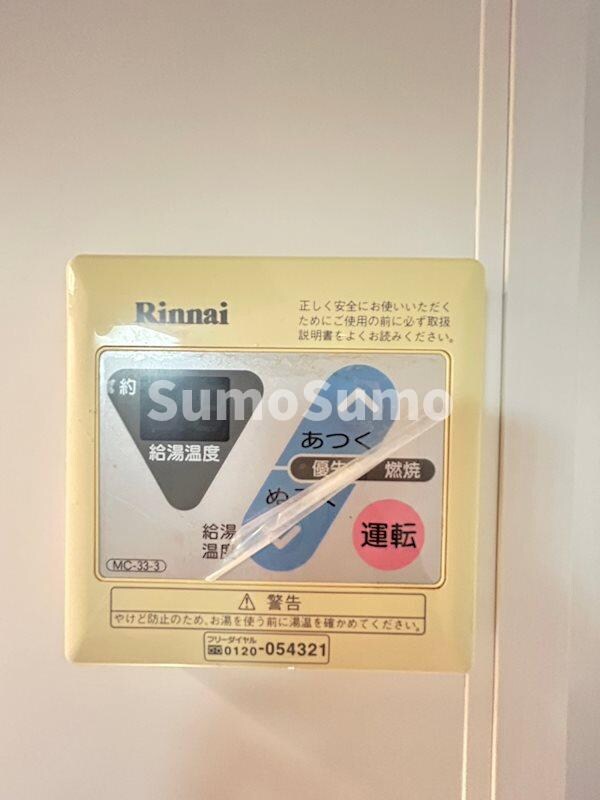 Rinnai
正しく安全にお使いいただく
ためにご使用の前に必ず取扱
説明書をよくお読みください。
約
SumoSumo
給湯温度
あつく
優先 燃焼
給湯
温度
運転
MC-33-3
⚠ 警告
やけど防止のため、お湯を使う前に湯温を確かめてください。
フリーダイヤル
0120-054321